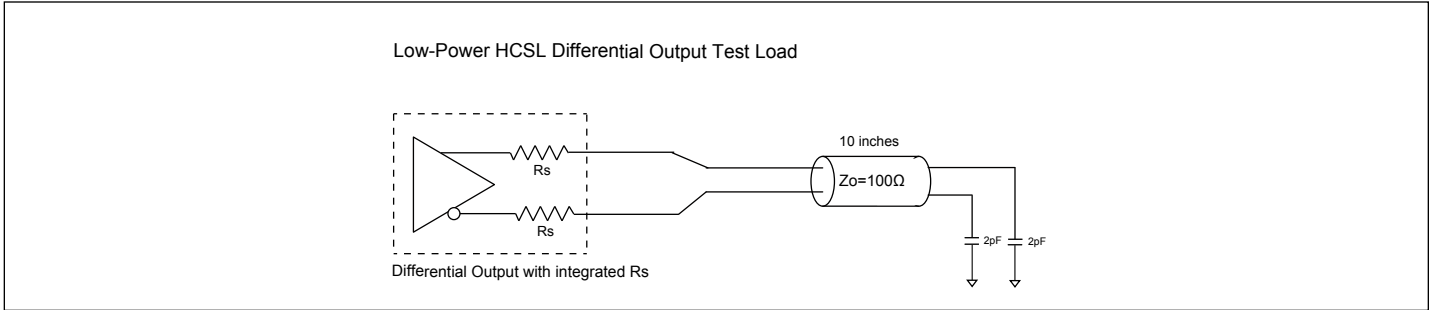 Low-Power HCSL Differential Output Test Load
10 inches
Rs
Zo=100Ω
Rs
2pF
2pF
Differential Output with integrated Rs